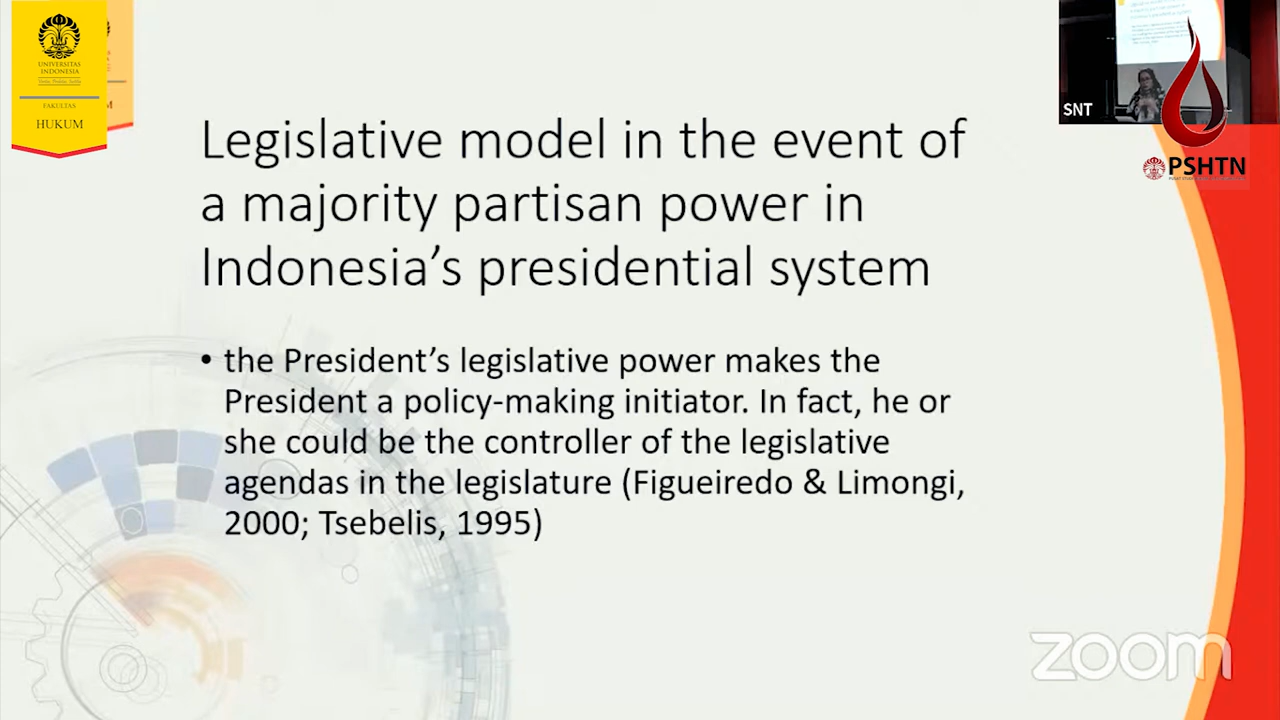 UNIVERSITAS
INDONESIA
FAKULTAS
HUKUM
SNT
PSHTN
Legislative model in the event of
a majority partisan power in
Indonesia’s presidential system
• the President’s legislative power makes the
President a policy-making initiator. In fact, he or
she could be the controller of the legislative
agendas in the legislature (Figueiredo & Limongi,
2000; Tsebelis, 1995)
zoom